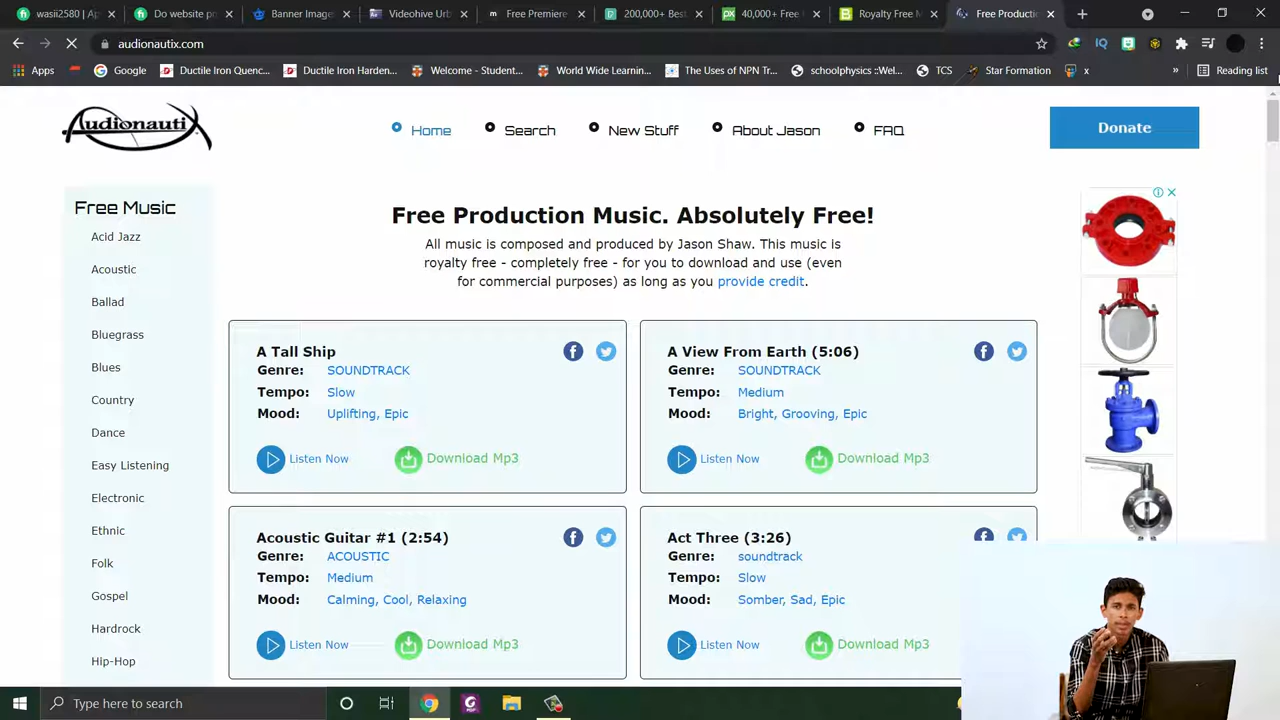 wasii2580 | Ap
Do website pr
Banner Image
Videohive Url
Free Premiere
200,000+ Best
40,000+ Free
Royalty Free M
Free Productio
audionautix.com
Apps
Google
Ductile Iron Quenc...
Ductile Iron Harden...
Welcome - Student...
World Wide Learnin...
The Uses of NPN Tr...
schoolphysics ::Wel...
TCS
Star Formation
x
Reading list
Audionautix
Home
Search
New Stuff
About Jason
FAQ
Donate
Free Music
Acid Jazz
Acoustic
Ballad
Bluegrass
Blues
Country
Dance
Easy Listening
Electronic
Ethnic
Folk
Gospel
Hardrock
Hip-Hop
Free Production Music. Absolutely Free!
All music is composed and produced by Jason Shaw. This music is
royalty free - completely free - for you to download and use (even
for commercial purposes) as long as you provide credit.
A Tall Ship
Genre: SOUNDTRACK
Tempo: Slow
Mood: Uplifting, Epic
Listen Now
Download Mp3
A View From Earth (5:06)
Genre: SOUNDTRACK
Tempo: Medium
Mood: Bright, Grooving, Epic
Listen Now
Download Mp3
Acoustic Guitar #1 (2:54)
Genre: ACOUSTIC
Tempo: Medium
Mood: Calming, Cool, Relaxing
Listen Now
Download Mp3
Act Three (3:26)
Genre: soundtrack
Tempo: Slow
Mood: Somber, Sad, Epic
Listen Now
Download Mp3
Type here to search